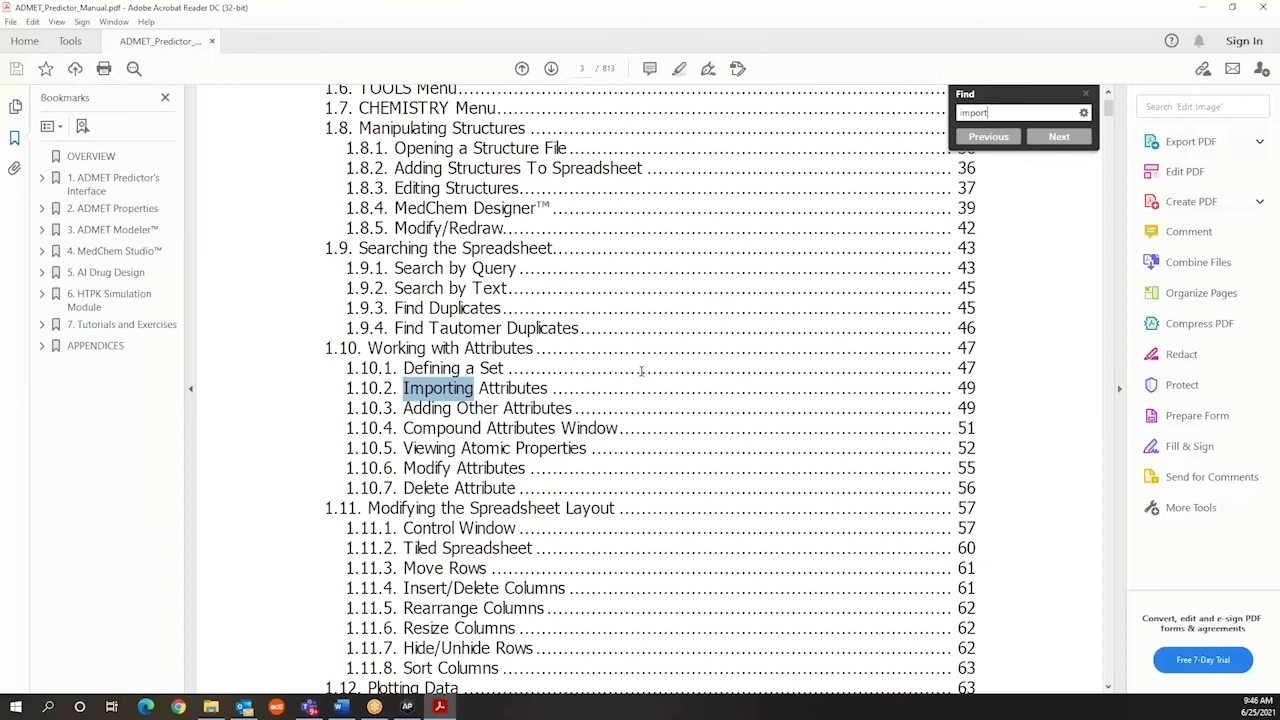 ADMET_Predictor_Manual.pdf - Adobe Acrobat Reader DC (32-bit)
File Edit View Sign Window Help
Home Tools ADMET_Predictor_... Sign In
3 / 813
Bookmarks
OVERVIEW
1. ADMET Predictor's
Interface
2. ADMET Properties
3. ADMET Modeler™
4. MedChem Studio™
5. AI Drug Design
6. HTPK Simulation
Module
7. Tutorials and Exercises
APPENDICES
1.6. TOOLS Menu
1.7. CHEMISTRY Menu
1.8. Manipulating Structures
1.8.1. Opening a Structure File
1.8.2. Adding Structures To Spreadsheet 36
1.8.3. Editing Structures 37
1.8.4. MedChem Designer™ 39
1.8.5. Modify/Redraw 42
1.9. Searching the Spreadsheet 43
1.9.1. Search by Query 43
1.9.2. Search by Text 45
1.9.3. Find Duplicates 45
1.9.4. Find Tautomer Duplicates 46
1.10. Working with Attributes 47
1.10.1. Defining a Set 47
1.10.2. Importing Attributes 49
1.10.3. Adding Other Attributes 49
1.10.4. Compound Attributes Window 51
1.10.5. Viewing Atomic Properties 52
1.10.6. Modify Attributes 55
1.10.7. Delete Attribute 56
1.11. Modifying the Spreadsheet Layout 57
1.11.1. Control Window 57
1.11.2. Tiled Spreadsheet 60
1.11.3. Move Rows 61
1.11.4. Insert/Delete Columns 61
1.11.5. Rearrange Columns 62
1.11.6. Resize Columns 62
1.11.7. Hide/Unhide Rows 62
1.11.8. Sort Columns 63
1.12. Plotting Data 63
Find
import
Previous Next
Search 'Edit Image'
Export PDF
Edit PDF
Create PDF
Comment
Combine Files
Organize Pages
Compress PDF
Redact
Protect
Prepare Form
Fill & Sign
Send for Comments
More Tools
Convert, edit and e-sign PDF
forms & agreements
Free 7-Day Trial
act!
AP
9:46 AM
6/25/2021